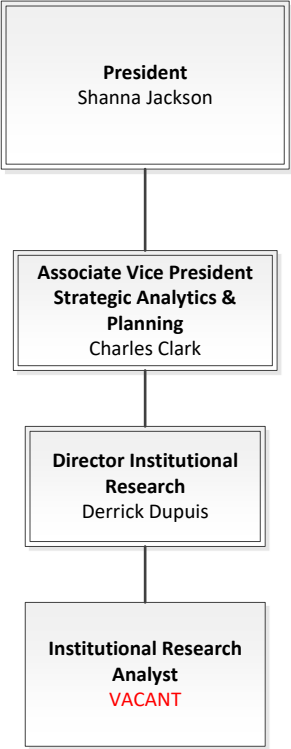 President
Shanna Jackson
Associate Vice President
Strategic Analytics &
Planning
Charles Clark
Director Institutional
Research
Derrick Dupuis
Institutional Research
Analyst
VACANT